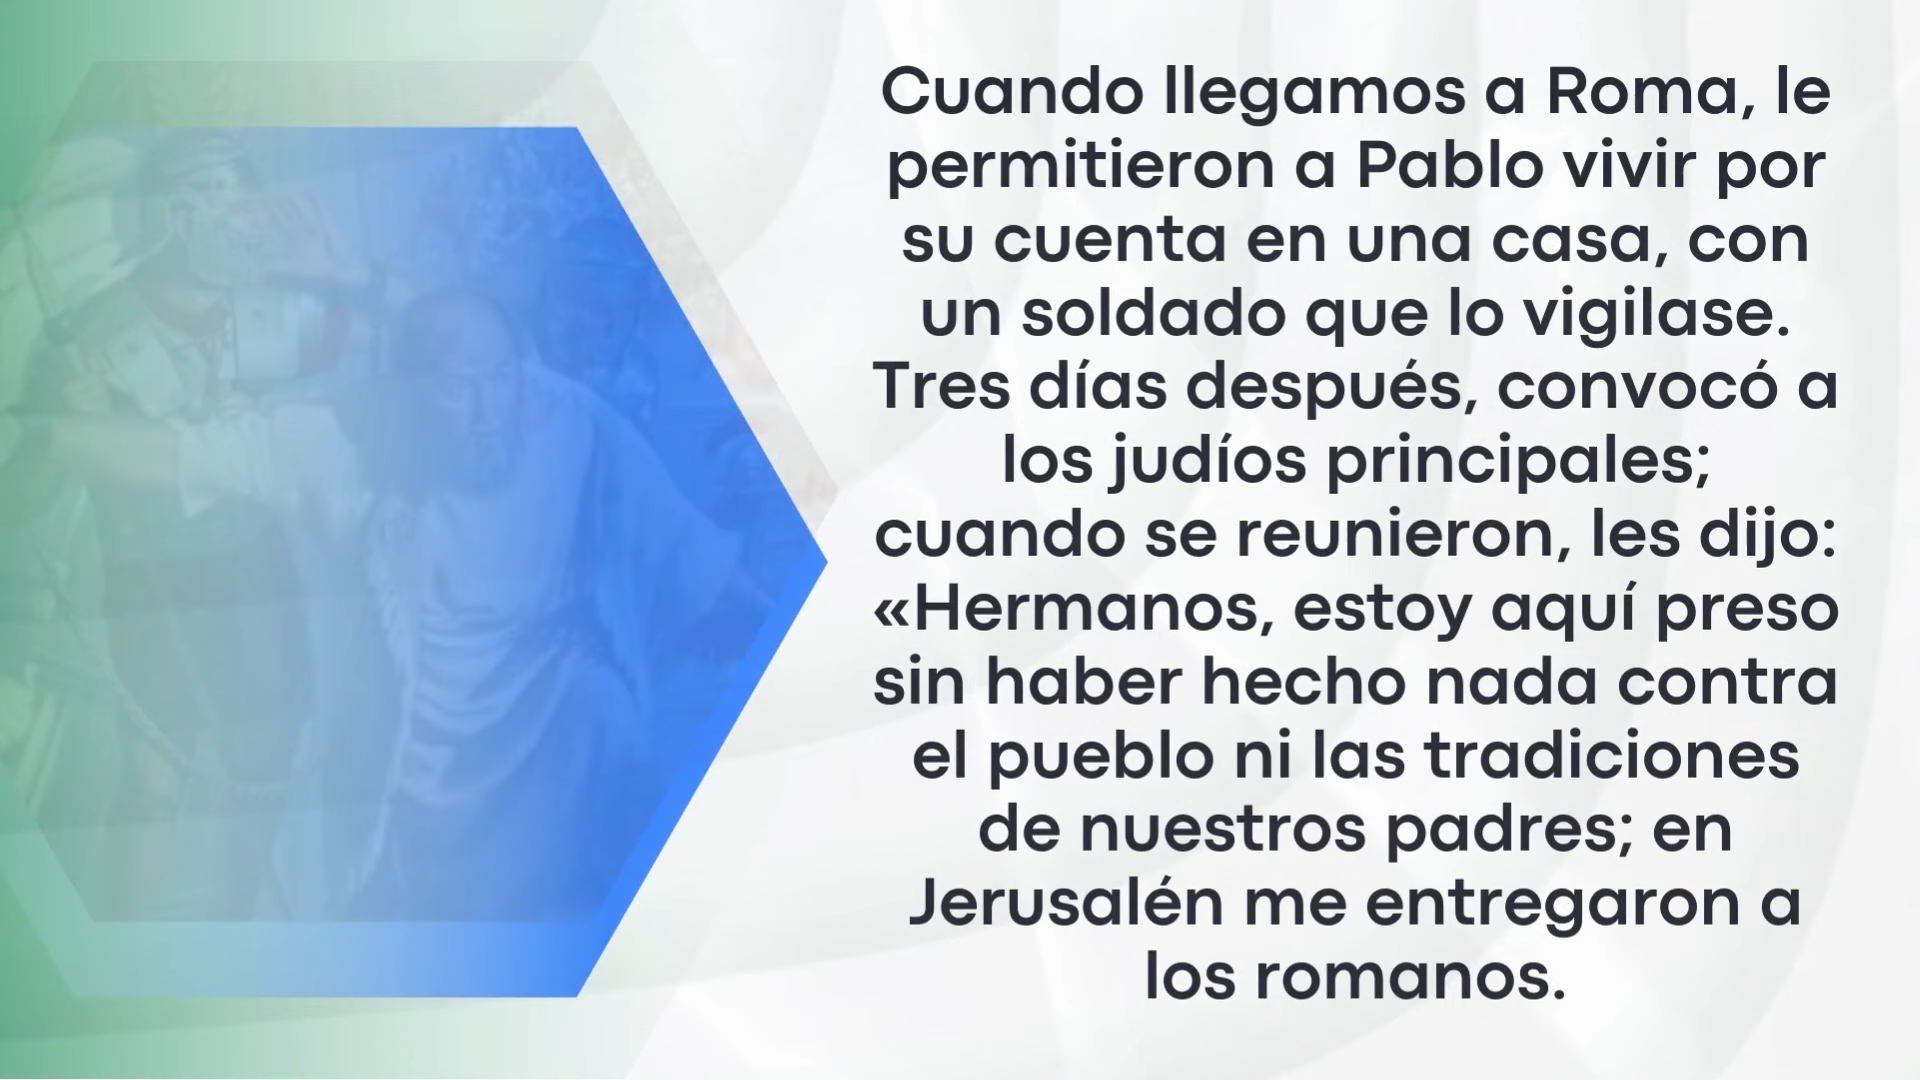 Cuando llegamos a Roma, le
permitieron a Pablo vivir por
su cuenta en una casa, con
un soldado que lo vigilase.
Tres días después, convocó a
los judíos principales;
cuando se reunieron, les dijo:
«Hermanos, estoy aquí preso
sin haber hecho nada contra
el pueblo ni las tradiciones
de nuestros padres; en
Jerusalén me entregaron a
los romanos.